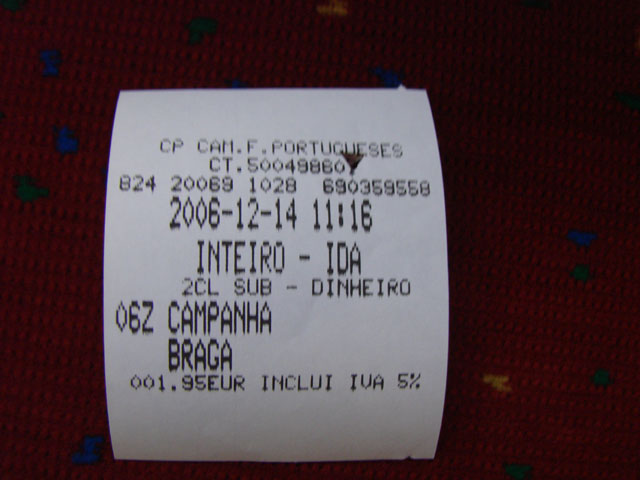 CP CAM.F.PORTUGUESES
CT.50049860
824 20069 1028 690359558
2006-12-14 11:16
INTEIRO - IDA
2CL SUB - DINHEIRO
06Z CAMPANHA
BRAGA
001.95EUR INCLUI IVA 5%